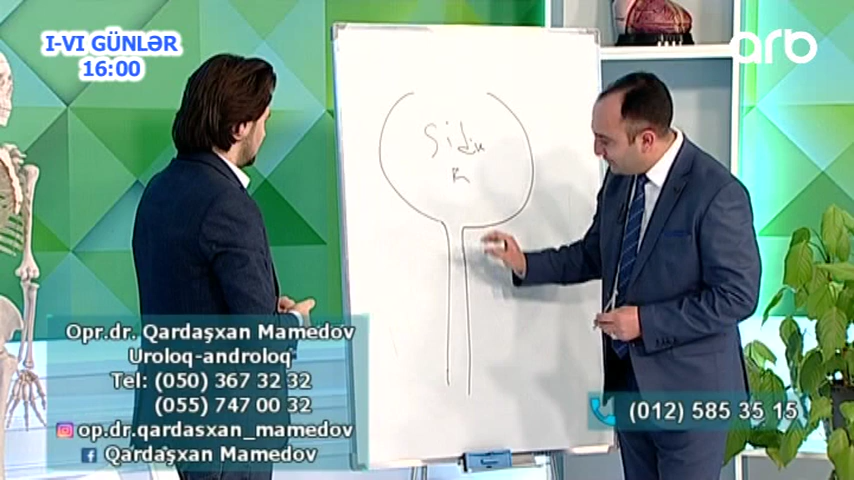 I-VI GÜNLƏR
16:00
arb
Sidik
Opr.dr. Qardaşxan Mamedov
Uroloq-androloq
Tel: (050) 367 32 32
(055) 747 00 32
op.dr.qardasxan_mamedov
Qardaşxan Mamedov
(012) 585 35 15